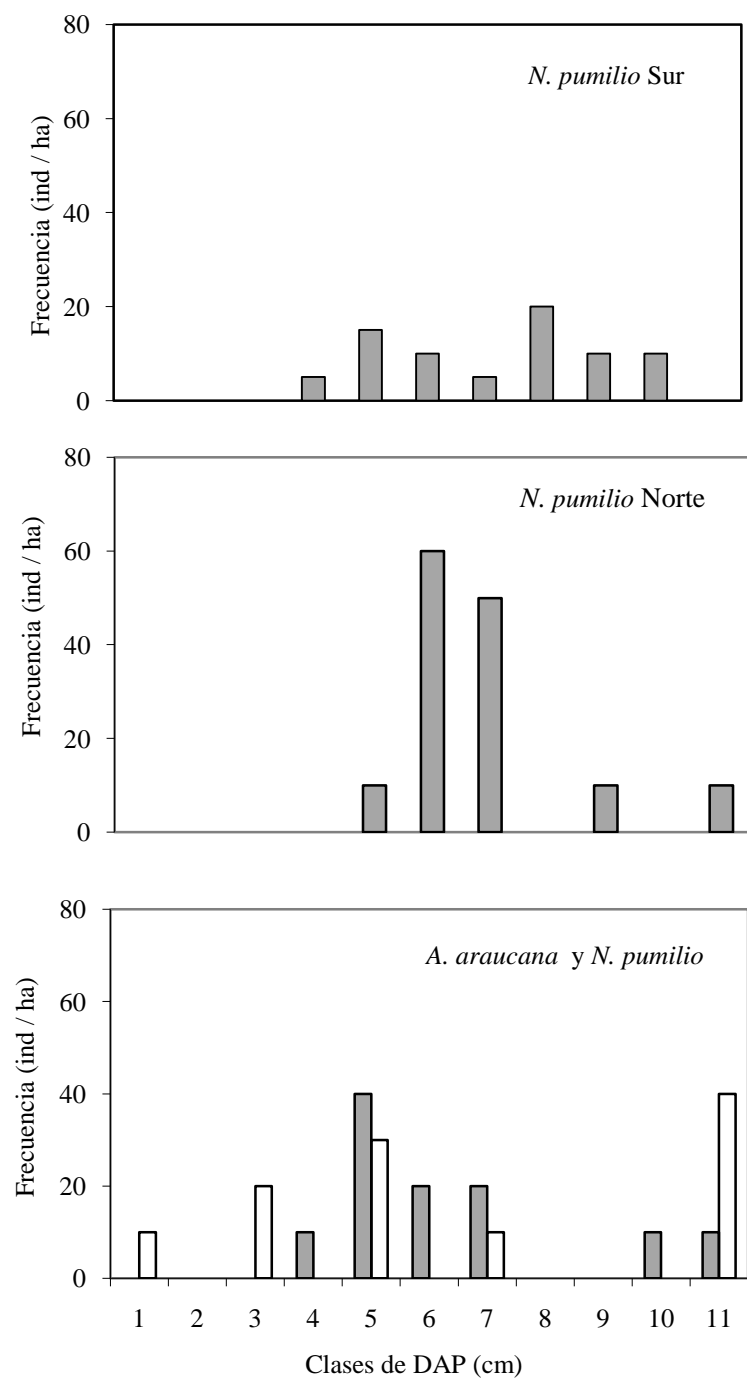 80
60
40
20
0
Frecuencia (ind / ha)
N. pumilio Sur
80
60
40
20
0
Frecuencia (ind / ha)
N. pumilio Norte
80
60
40
20
0
Frecuencia (ind / ha)
A. araucana y N. pumilio
1 2 3 4 5 6 7 8 9 10 11
Clases de DAP (cm)